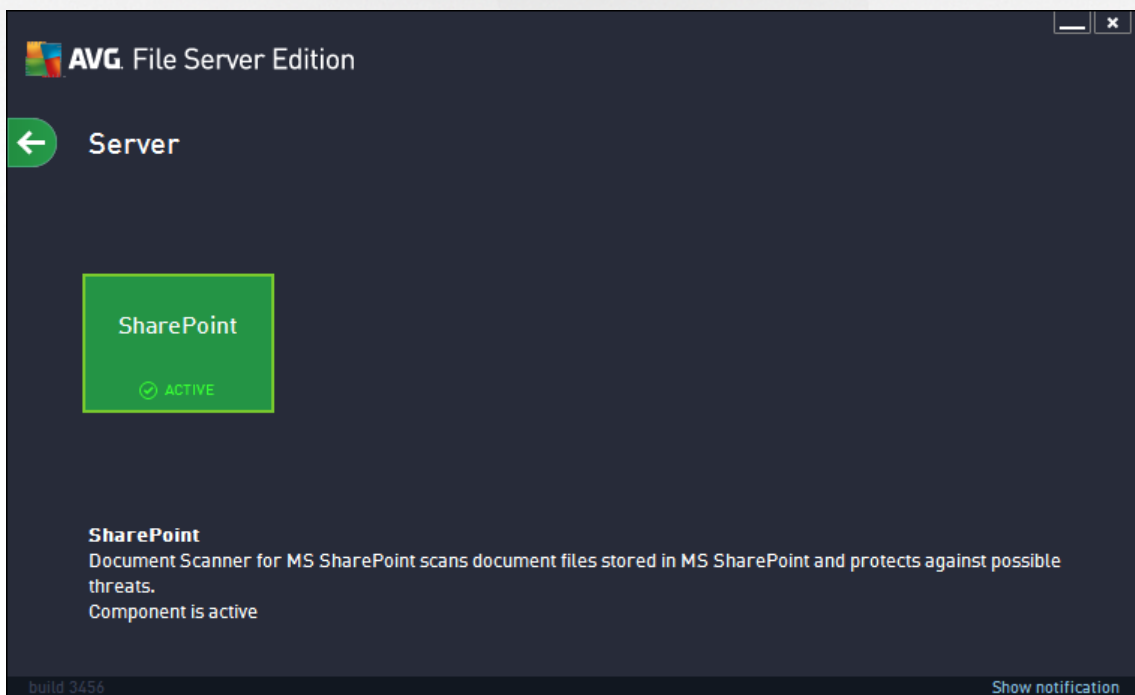 AVG. File Server Edition
Server
SharePoint
ACTIVE
SharePoint
Document Scanner for MS SharePoint scans document files stored in MS SharePoint and protects against possible
threats.
Component is active
build 3456
Show notification